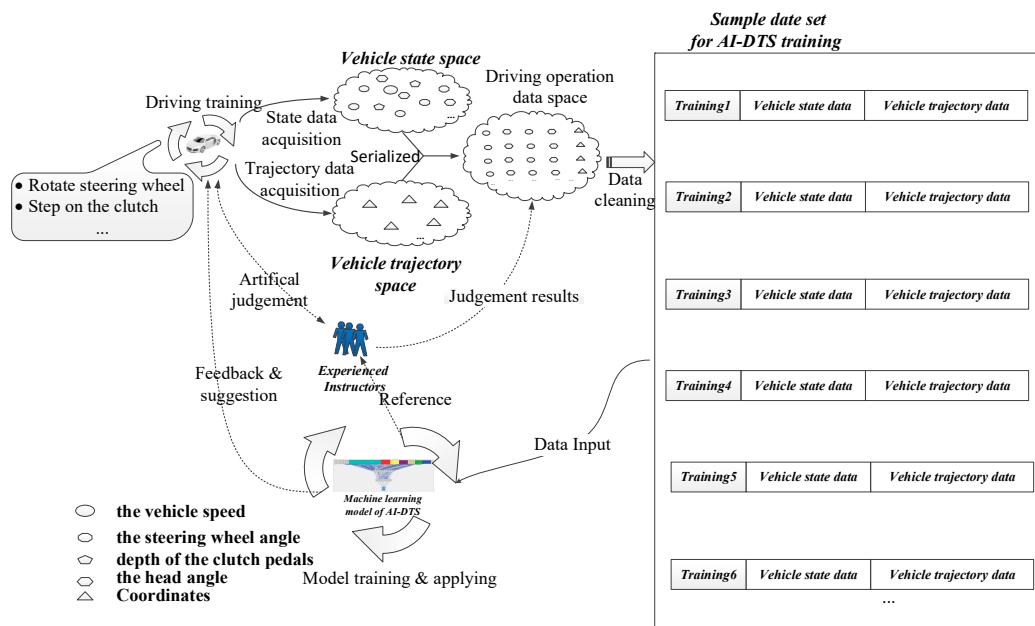 Sample date set
for AI-DTS training
Vehicle state space
Driving operation
data space
Driving training
State data
acquisition
Serialized
Trajectory data
acquisition
• Rotate steering wheel
• Step on the clutch
...
...
...
Data
cleaning
Vehicle trajectory
space
Artifical
judgement
Judgement results
Experienced
Instructors
Feedback &
suggestion
Reference
Data Input
Machine learning
model of AI-DTS
Model training & applying
the vehicle speed
the steering wheel angle
depth of the clutch pedals
the head angle
Coordinates
Training1 Vehicle state data Vehicle trajectory data
Training2 Vehicle state data Vehicle trajectory data
Training3 Vehicle state data Vehicle trajectory data
Training4 Vehicle state data Vehicle trajectory data
Training5 Vehicle state data Vehicle trajectory data
Training6 Vehicle state data Vehicle trajectory data
...